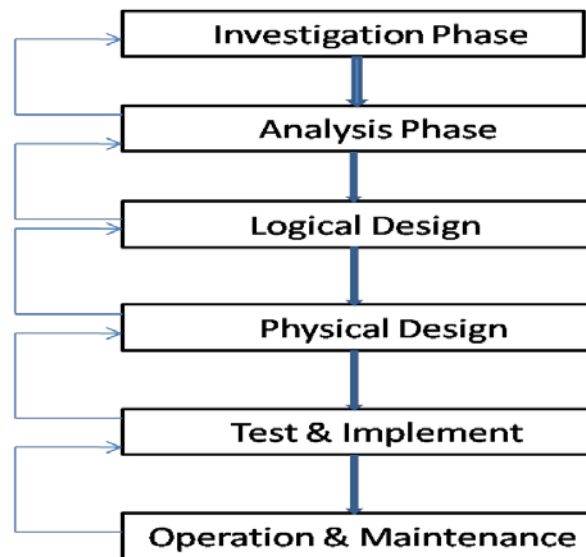 Investigation Phase
Analysis Phase
Logical Design
Physical Design
Test & Implement
Operation & Maintenance